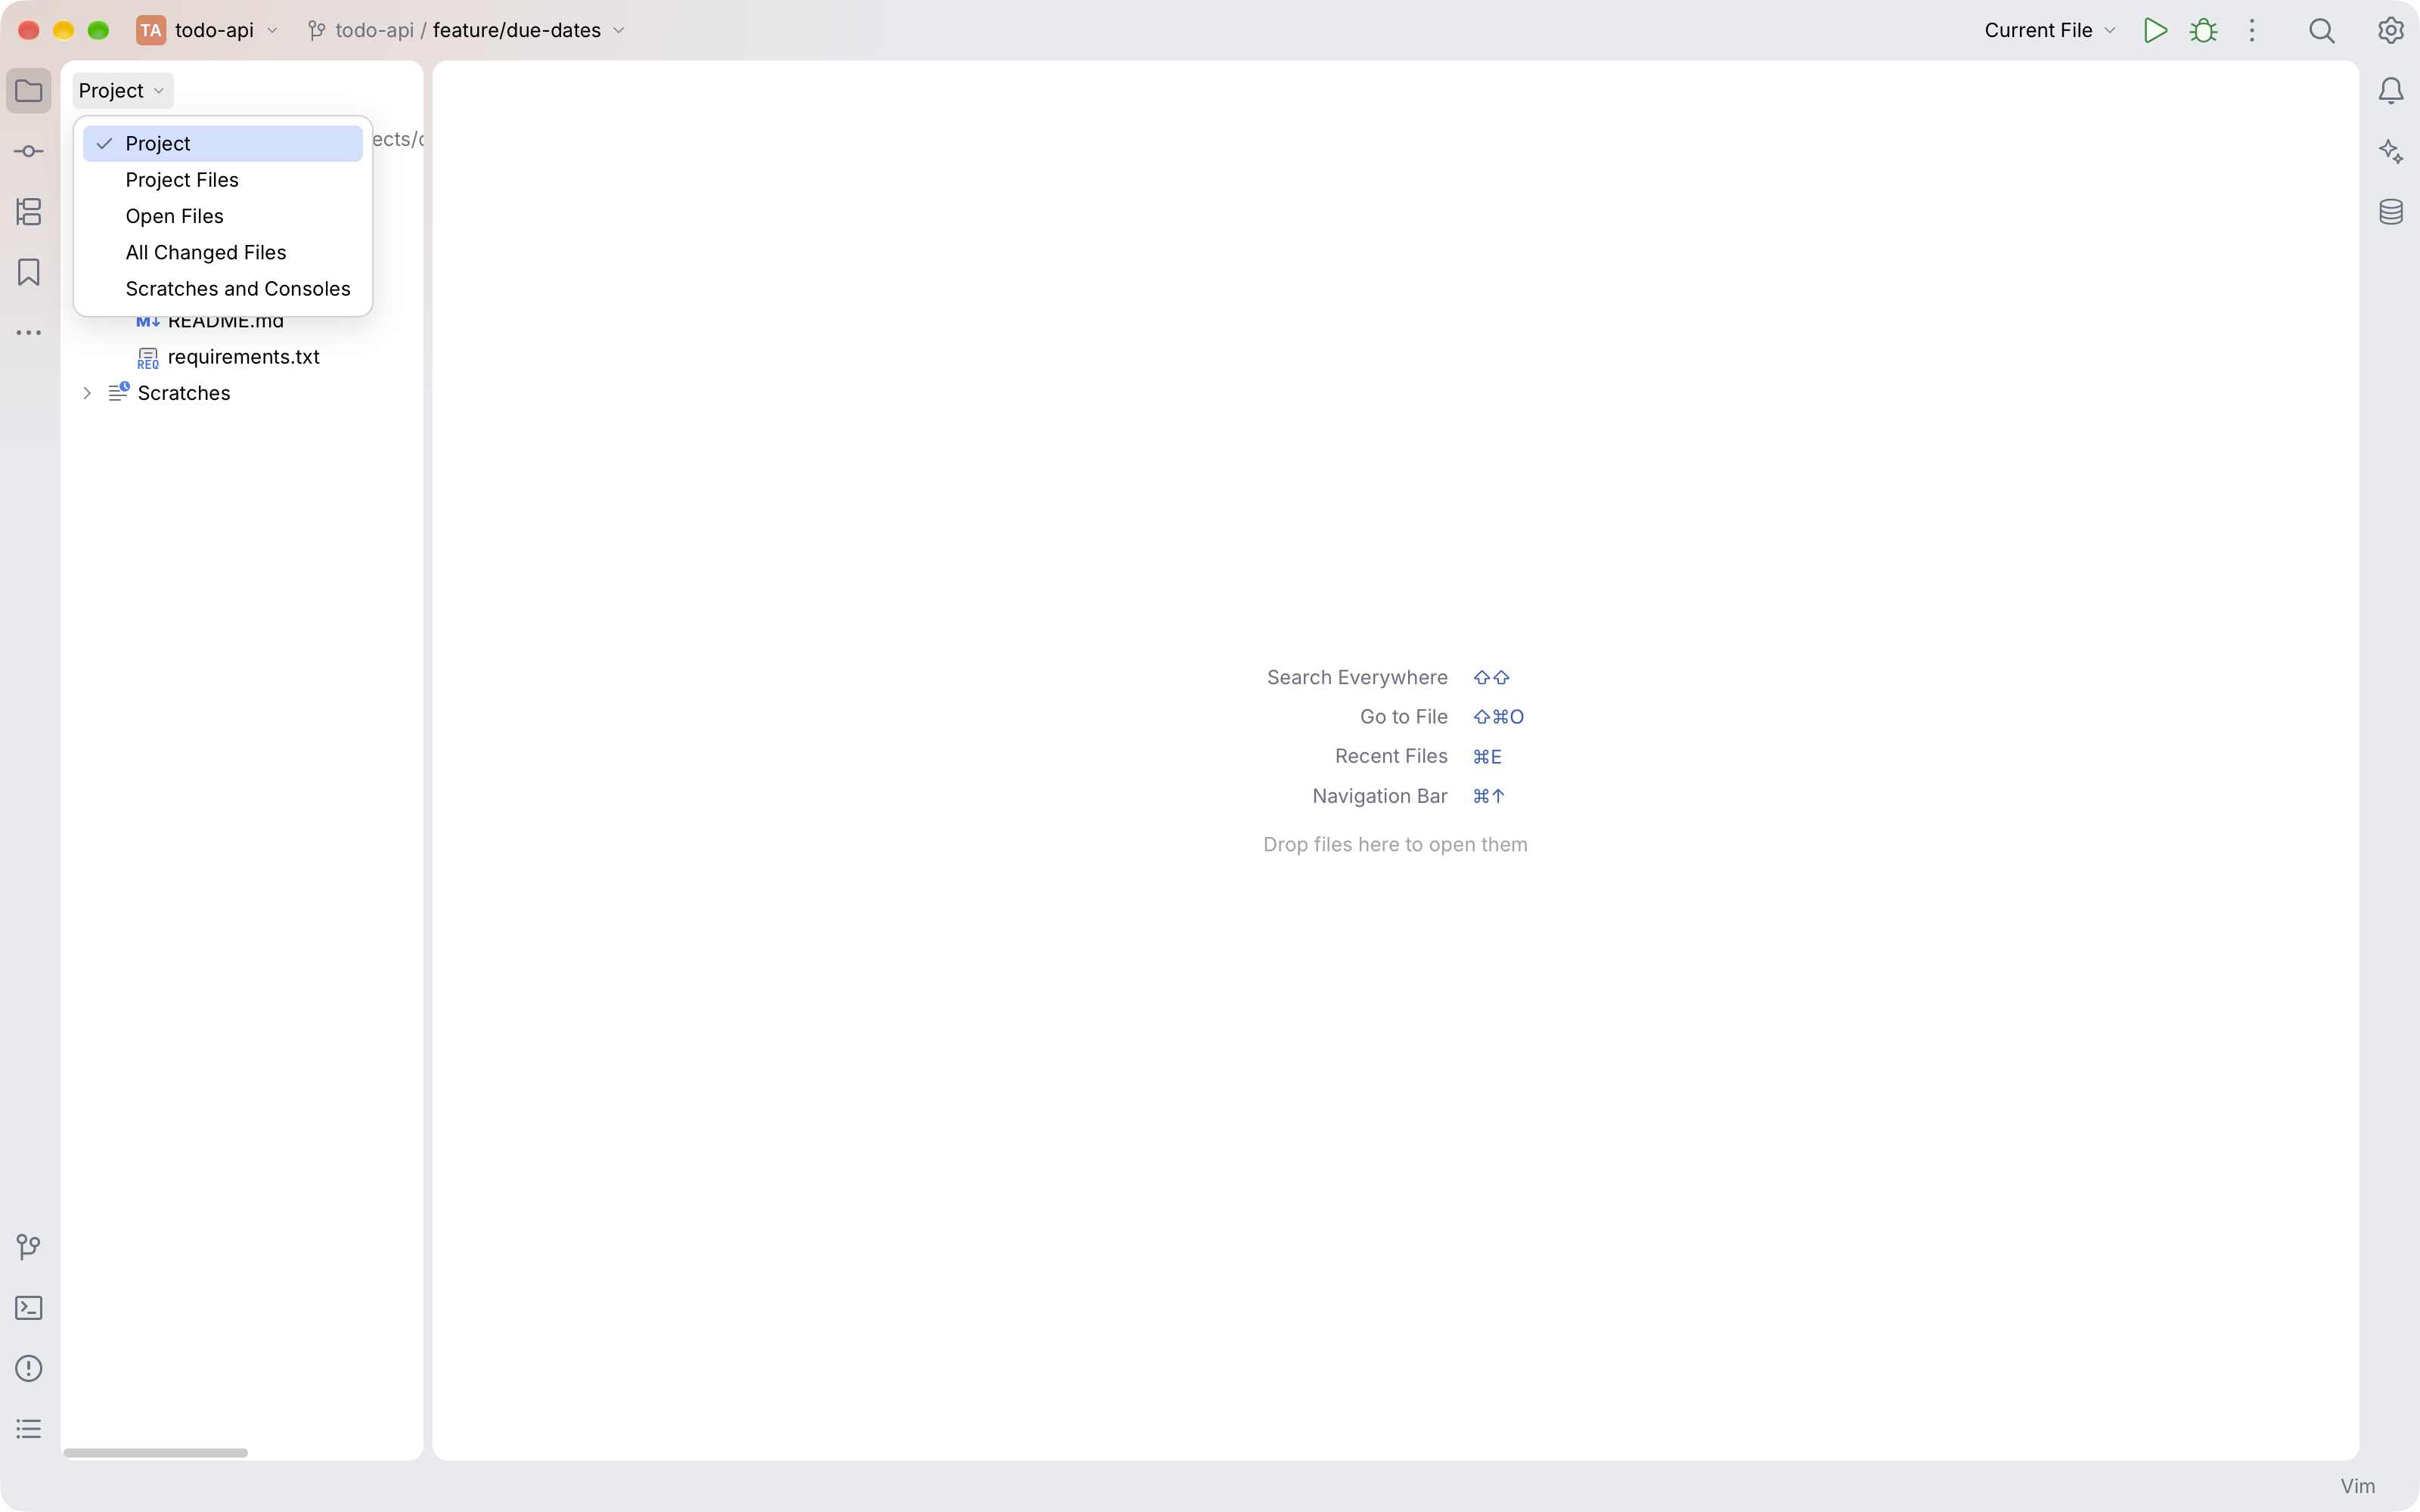 TA todo-api todo-api / feature/due-dates Current File
Project
Project
ects/
Project Files
Open Files
All Changed Files
Scratches and Consoles
M↓ README.md
REQ requirements.txt
Scratches
Search Everywhere ⇧⇧
Go to File ⇧⌘O
Recent Files ⌘E
Navigation Bar ⌘↑
Drop files here to open them
Vim